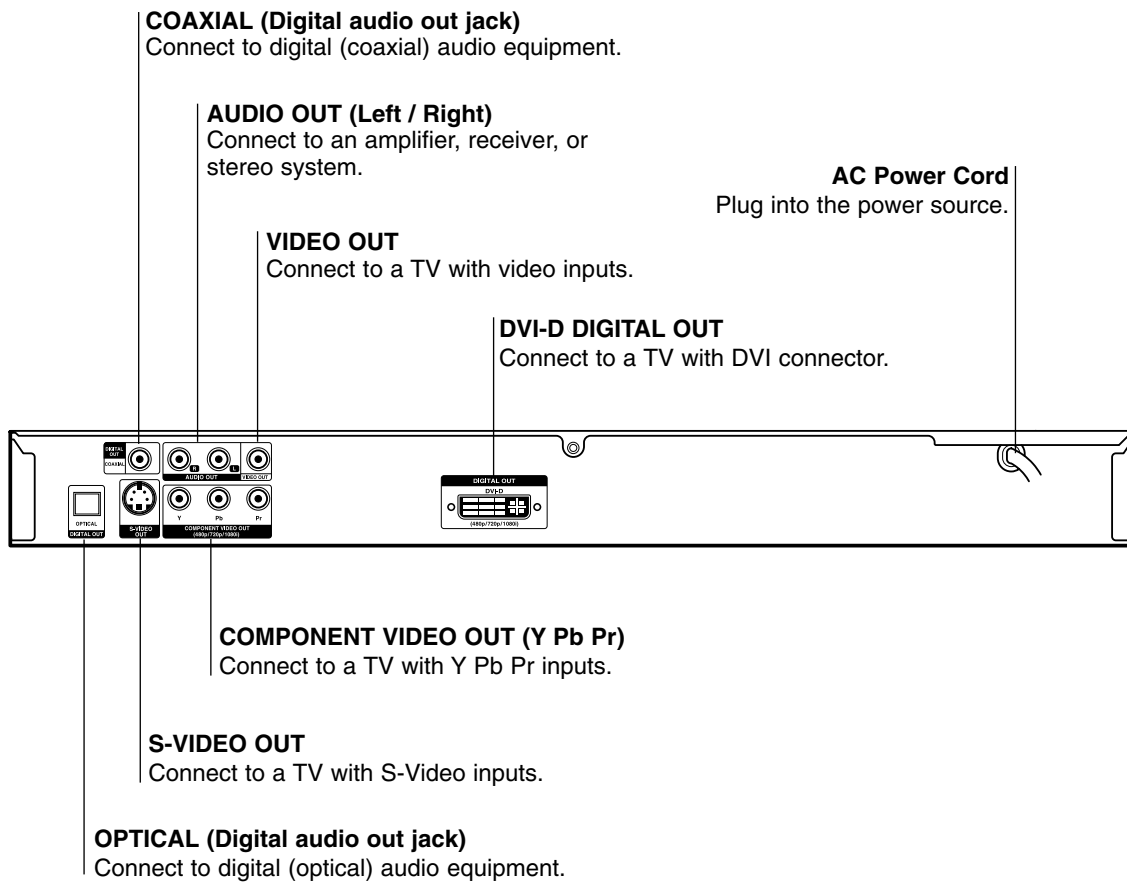 COAXIAL (Digital audio out jack)
Connect to digital (coaxial) audio equipment.
AUDIO OUT (Left / Right)
Connect to an amplifier, receiver, or
stereo system.
AC Power Cord
Plug into the power source.
VIDEO OUT
Connect to a TV with video inputs.
DVI-D DIGITAL OUT
Connect to a TV with DVI connector.
DIGITAL
OUT
COAXIAL
R
L
AUDIO OUT
VIDEO OUT
OPTICAL
DIGITAL OUT
S-VIDEO
OUT
Y Pb Pr
COMPONENT VIDEO OUT
(480p/720p/1080i)
DIGITAL OUT
DVI-D
(480p/720p/1080i)
COMPONENT VIDEO OUT (Y Pb Pr)
Connect to a TV with Y Pb Pr inputs.
S-VIDEO OUT
Connect to a TV with S-Video inputs.
OPTICAL (Digital audio out jack)
Connect to digital (optical) audio equipment.